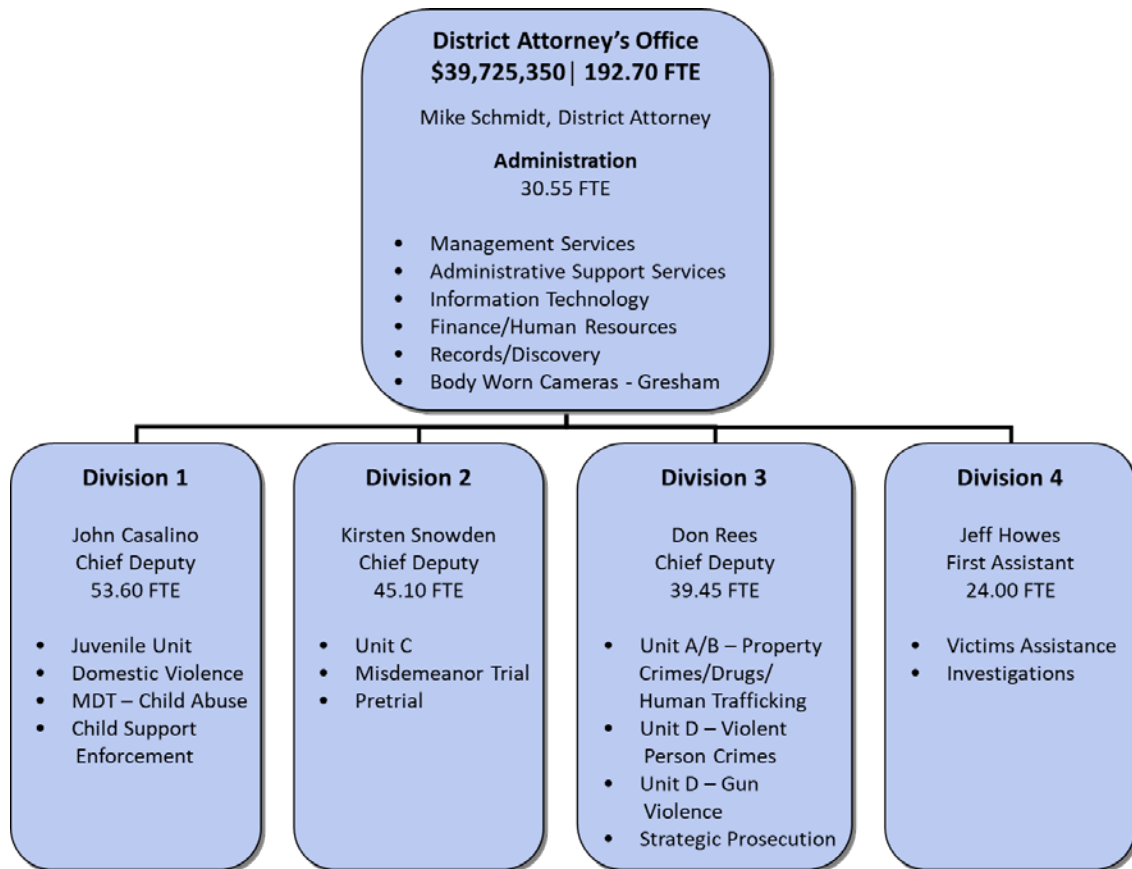 District Attorney’s Office
$39,725,350| 192.70 FTE
Mike Schmidt, District Attorney
Administration
30.55 FTE
• Management Services
• Administrative Support Services
• Information Technology
• Finance/Human Resources
• Records/Discovery
• Body Worn Cameras - Gresham
Division 1
John Casalino
Chief Deputy
53.60 FTE
• Juvenile Unit
• Domestic Violence
• MDT – Child Abuse
• Child Support
Enforcement
Division 2
Kirsten Snowden
Chief Deputy
45.10 FTE
• Unit C
• Misdemeanor Trial
• Pretrial
Division 3
Don Rees
Chief Deputy
39.45 FTE
• Unit A/B – Property
Crimes/Drugs/
Human Trafficking
• Unit D – Violent
Person Crimes
• Unit D – Gun
Violence
• Strategic Prosecution
Division 4
Jeff Howes
First Assistant
24.00 FTE
• Victims Assistance
• Investigations